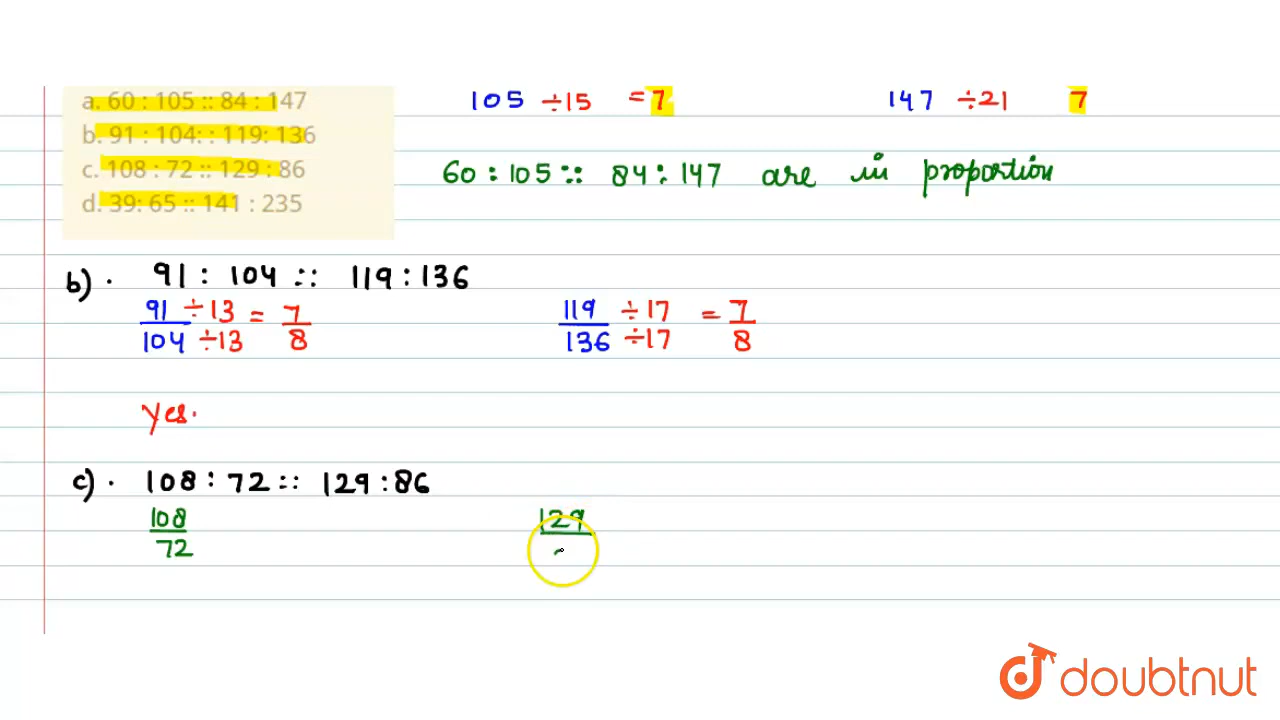 a. 60 : 105 :: 84 : 147
b. 91 : 104: : 119: 136
c. 108 : 72 :: 129 : 86
d. 39: 65 :: 141 : 235
105 ÷15 = 7
147 ÷21 7
60 : 105 :: 84 : 147 are in proportion
b) . 91 : 104 :: 119 : 136
91 ÷13 = 7
104 ÷13 8
119 ÷17 = 7
136 ÷17 8
Yes.
c) . 108 : 72 :: 129 : 86
108
72
129
doubtnut